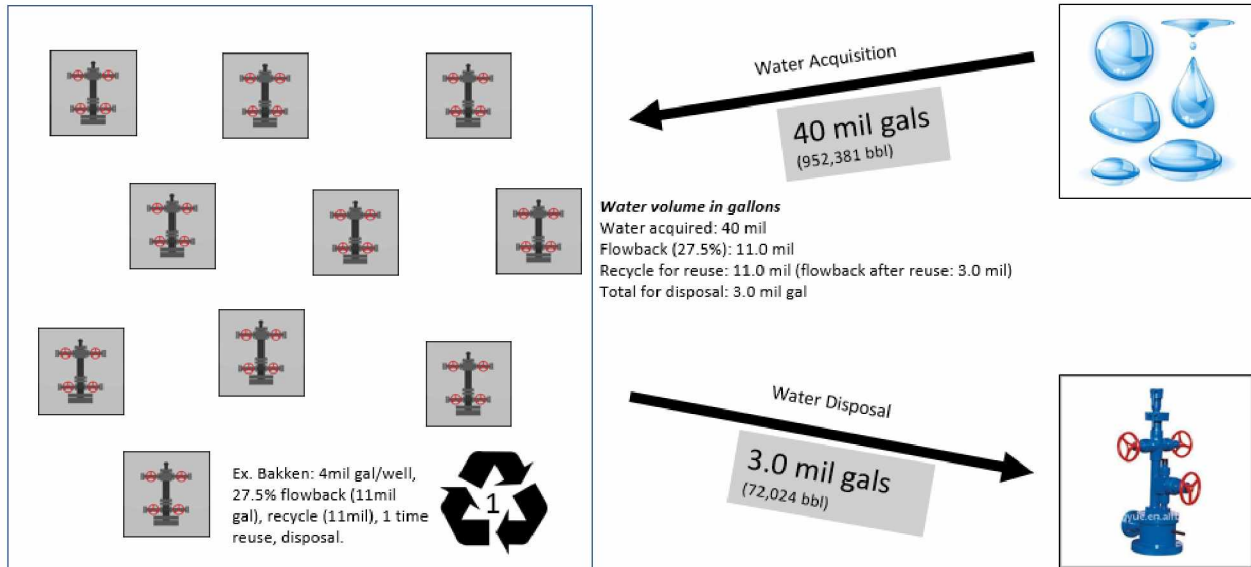 Water Acquisition
40 mil gals
(952,381 bbl)
Water volume in gallons
Water acquired: 40 mil
Flowback (27.5%): 11.0 mil
Recycle for reuse: 11.0 mil (flowback after reuse: 3.0 mil)
Total for disposal: 3.0 mil gal
Water Disposal
3.0 mil gals
(72,024 bbl)
Ex. Bakken: 4mil gal/well,
27.5% flowback (11mil
gal), recycle (11mil), 1 time
reuse, disposal.
1